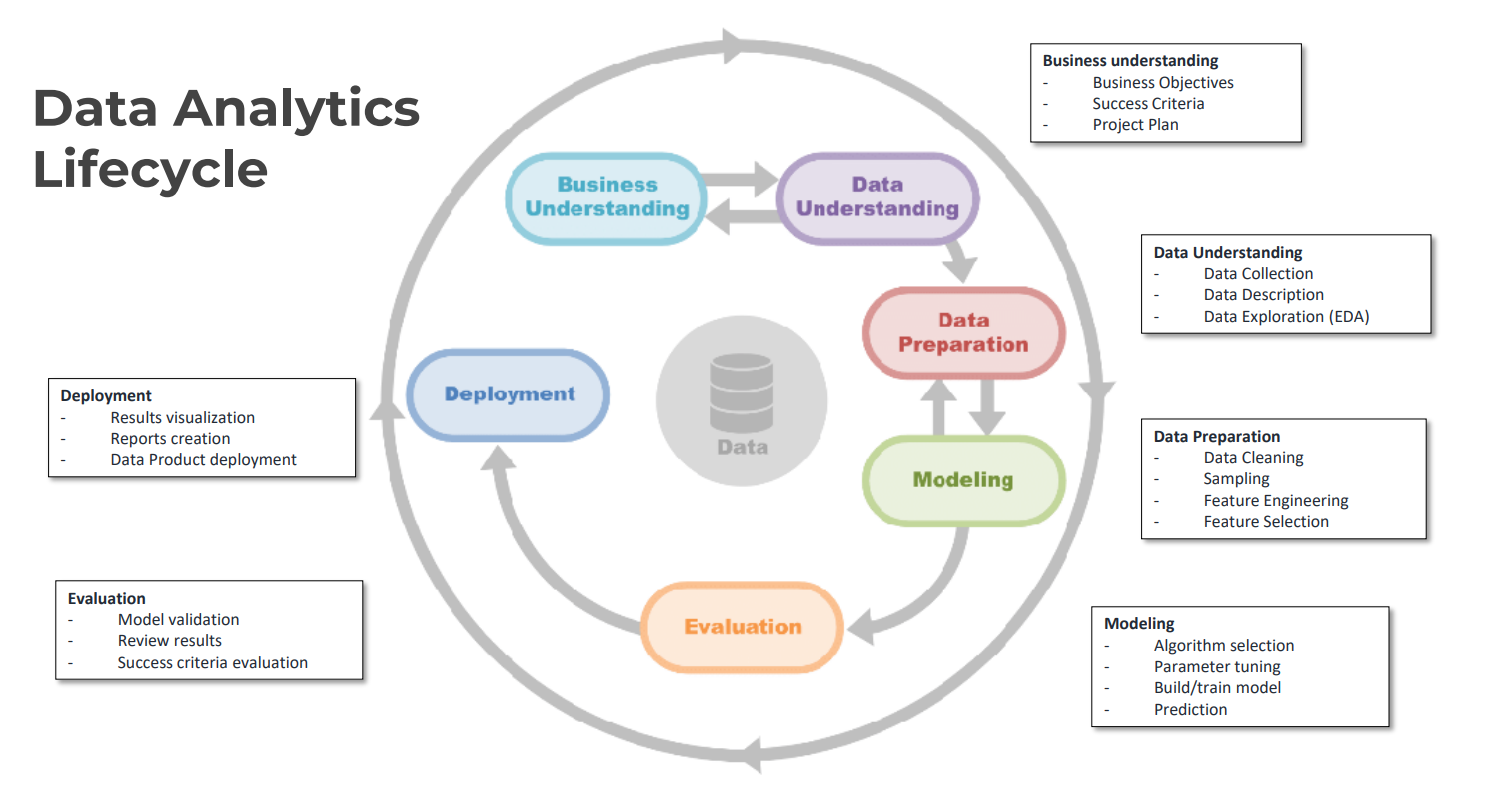 Data Analytics
Lifecycle
Business
Understanding
Data
Understanding
Data
Preparation
Modeling
Evaluation
Deployment
Data
Business understanding
- Business Objectives
- Success Criteria
- Project Plan
Data Understanding
- Data Collection
- Data Description
- Data Exploration (EDA)
Data Preparation
- Data Cleaning
- Sampling
- Feature Engineering
- Feature Selection
Modeling
- Algorithm selection
- Parameter tuning
- Build/train model
- Prediction
Evaluation
- Model validation
- Review results
- Success criteria evaluation
Deployment
- Results visualization
- Reports creation
- Data Product deployment